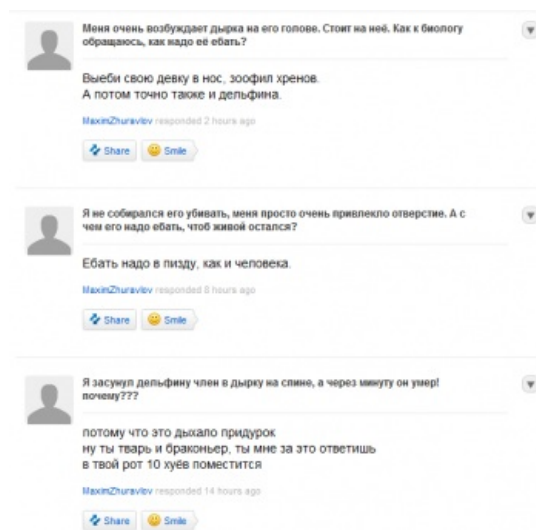 Меня очень возбуждает дырка на его голове. Стоит на неё. Как к биологу
обращаюсь, как надо её ебать?
Выеби свою девку в нос, зоофил хренов.
А потом точно также и дельфина.
MaximZhuravlev responded 2 hours ago
Share Smile
Я не собирался его убивать, меня просто очень привлекло отверстие. А с
чем его надо ебать, чтоб живой остался?
Ебать надо в пизду, как и человека.
MaximZhuravlev responded 8 hours ago
Share Smile
Я засунул дельфину член в дырку на спине, а через минуту он умер!
почему???
потому что это дыхало придурок
ну ты тварь и браконьер, ты мне за это ответишь
в твой рот 10 хуёв поместится
MaximZhuravlev responded 14 hours ago
Share Smile